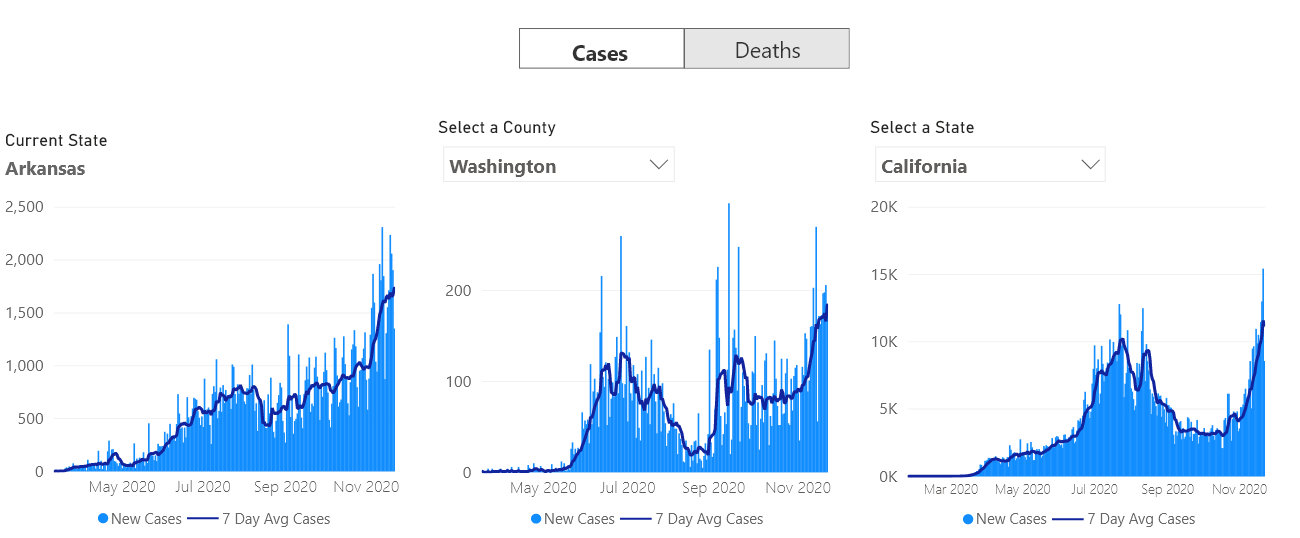 Cases Deaths
Current State
Arkansas
2,500
2,000
1,500
1,000
500
0
May 2020 Jul 2020 Sep 2020 Nov 2020
New Cases 7 Day Avg Cases
Select a County
Washington
200
100
0
May 2020 Jul 2020 Sep 2020 Nov 2020
New Cases 7 Day Avg Cases
Select a State
California
20K
15K
10K
5K
0K
Mar 2020 May 2020 Jul 2020 Sep 2020 Nov 2020
New Cases 7 Day Avg Cases